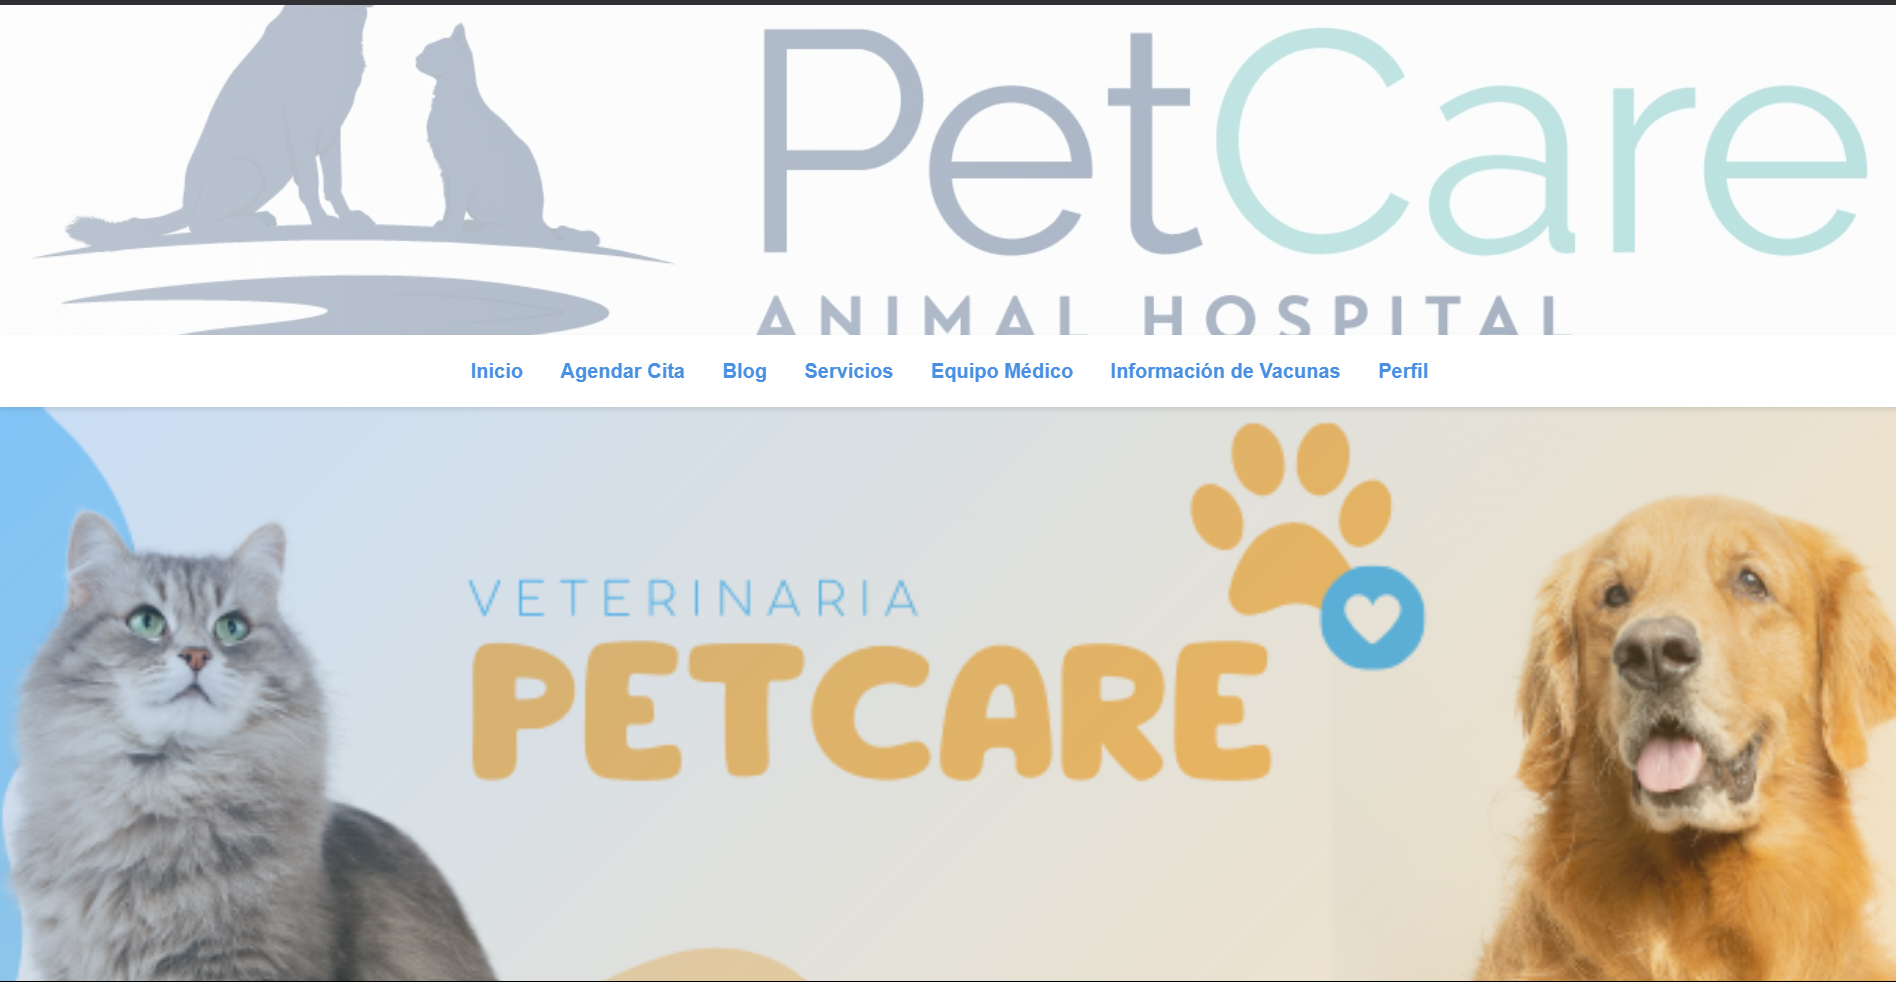 PetCare
ANIMAL HOSPITAL
Inicio Agendar Cita Blog Servicios Equipo Médico Información de Vacunas Perfil
VETERINARIA
PETCARE